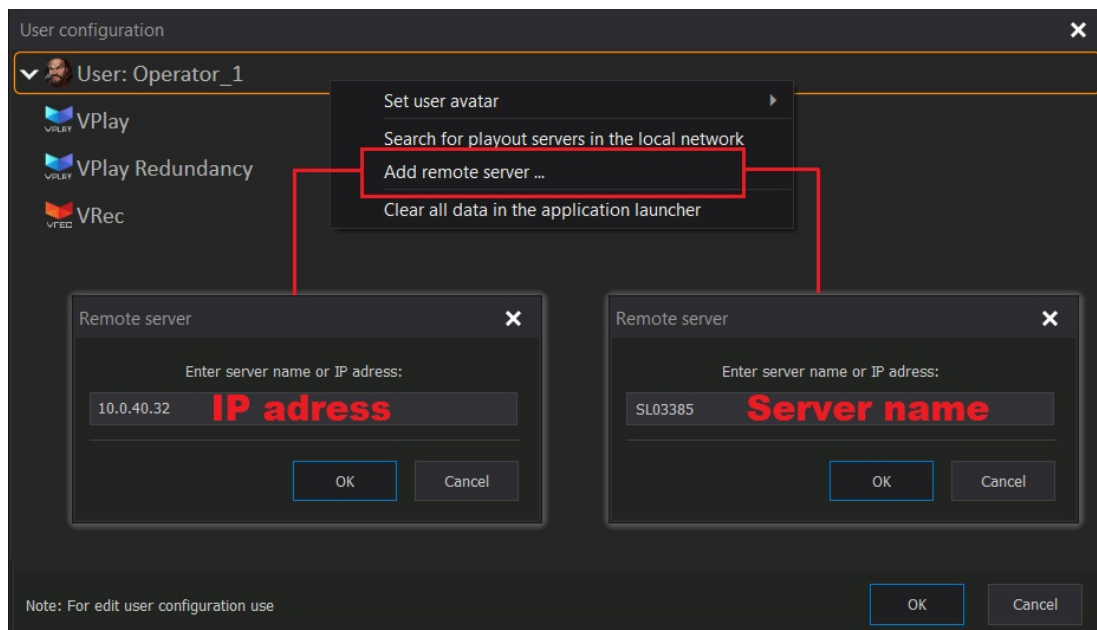 User configuration
User: Operator_1
Set user avatar
VPLAY VPlay
Search for playout servers in the local network
VPLAY VPlay Redundancy
Add remote server ...
VREC VRec
Clear all data in the application launcher
Remote server
Enter server name or IP adress:
10.0.40.32 IP adress
OK Cancel
Remote server
Enter server name or IP adress:
SL03385 Server name
OK Cancel
Note: For edit user configuration use
OK Cancel